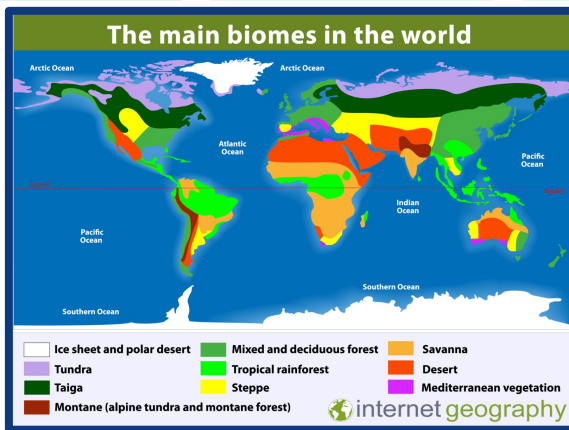 The main biomes in the world
Arctic Ocean
Arctic Ocean
Atlantic
Ocean
Pacific
Ocean
Indian
Ocean
Pacific
Ocean
Southern Ocean
Southern Ocean
Ice sheet and polar desert
Mixed and deciduous forest
Savanna
Tundra
Tropical rainforest
Desert
Taiga
Steppe
Mediterranean vegetation
Montane (alpine tundra and montane forest)
internet geography